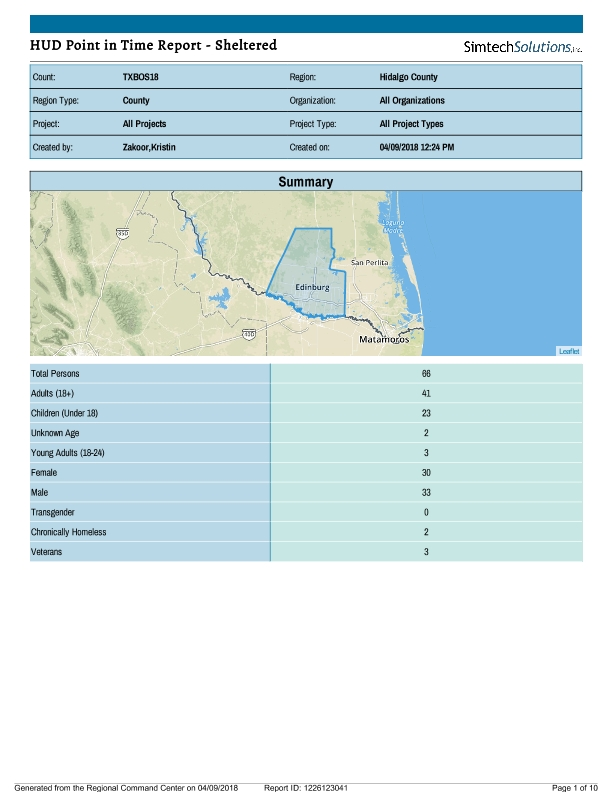 HUD Point in Time Report - Sheltered
SimtechSolutions,Inc.
Count: TXBOS18 Region: Hidalgo County
Region Type: County Organization: All Organizations
Project: All Projects Project Type: All Project Types
Created by: Zakoor,Kristin Created on: 04/09/2018 12:24 PM
Summary
Laguna
Madre
85D
San Perlita
Edinburg
40D
Matamoros
Leaflet
Total Persons 66
Adults (18+) 41
Children (Under 18) 23
Unknown Age 2
Young Adults (18-24) 3
Female 30
Male 33
Transgender 0
Chronically Homeless 2
Veterans 3
Generated from the Regional Command Center on 04/09/2018 Report ID: 1226123041 Page 1 of 10